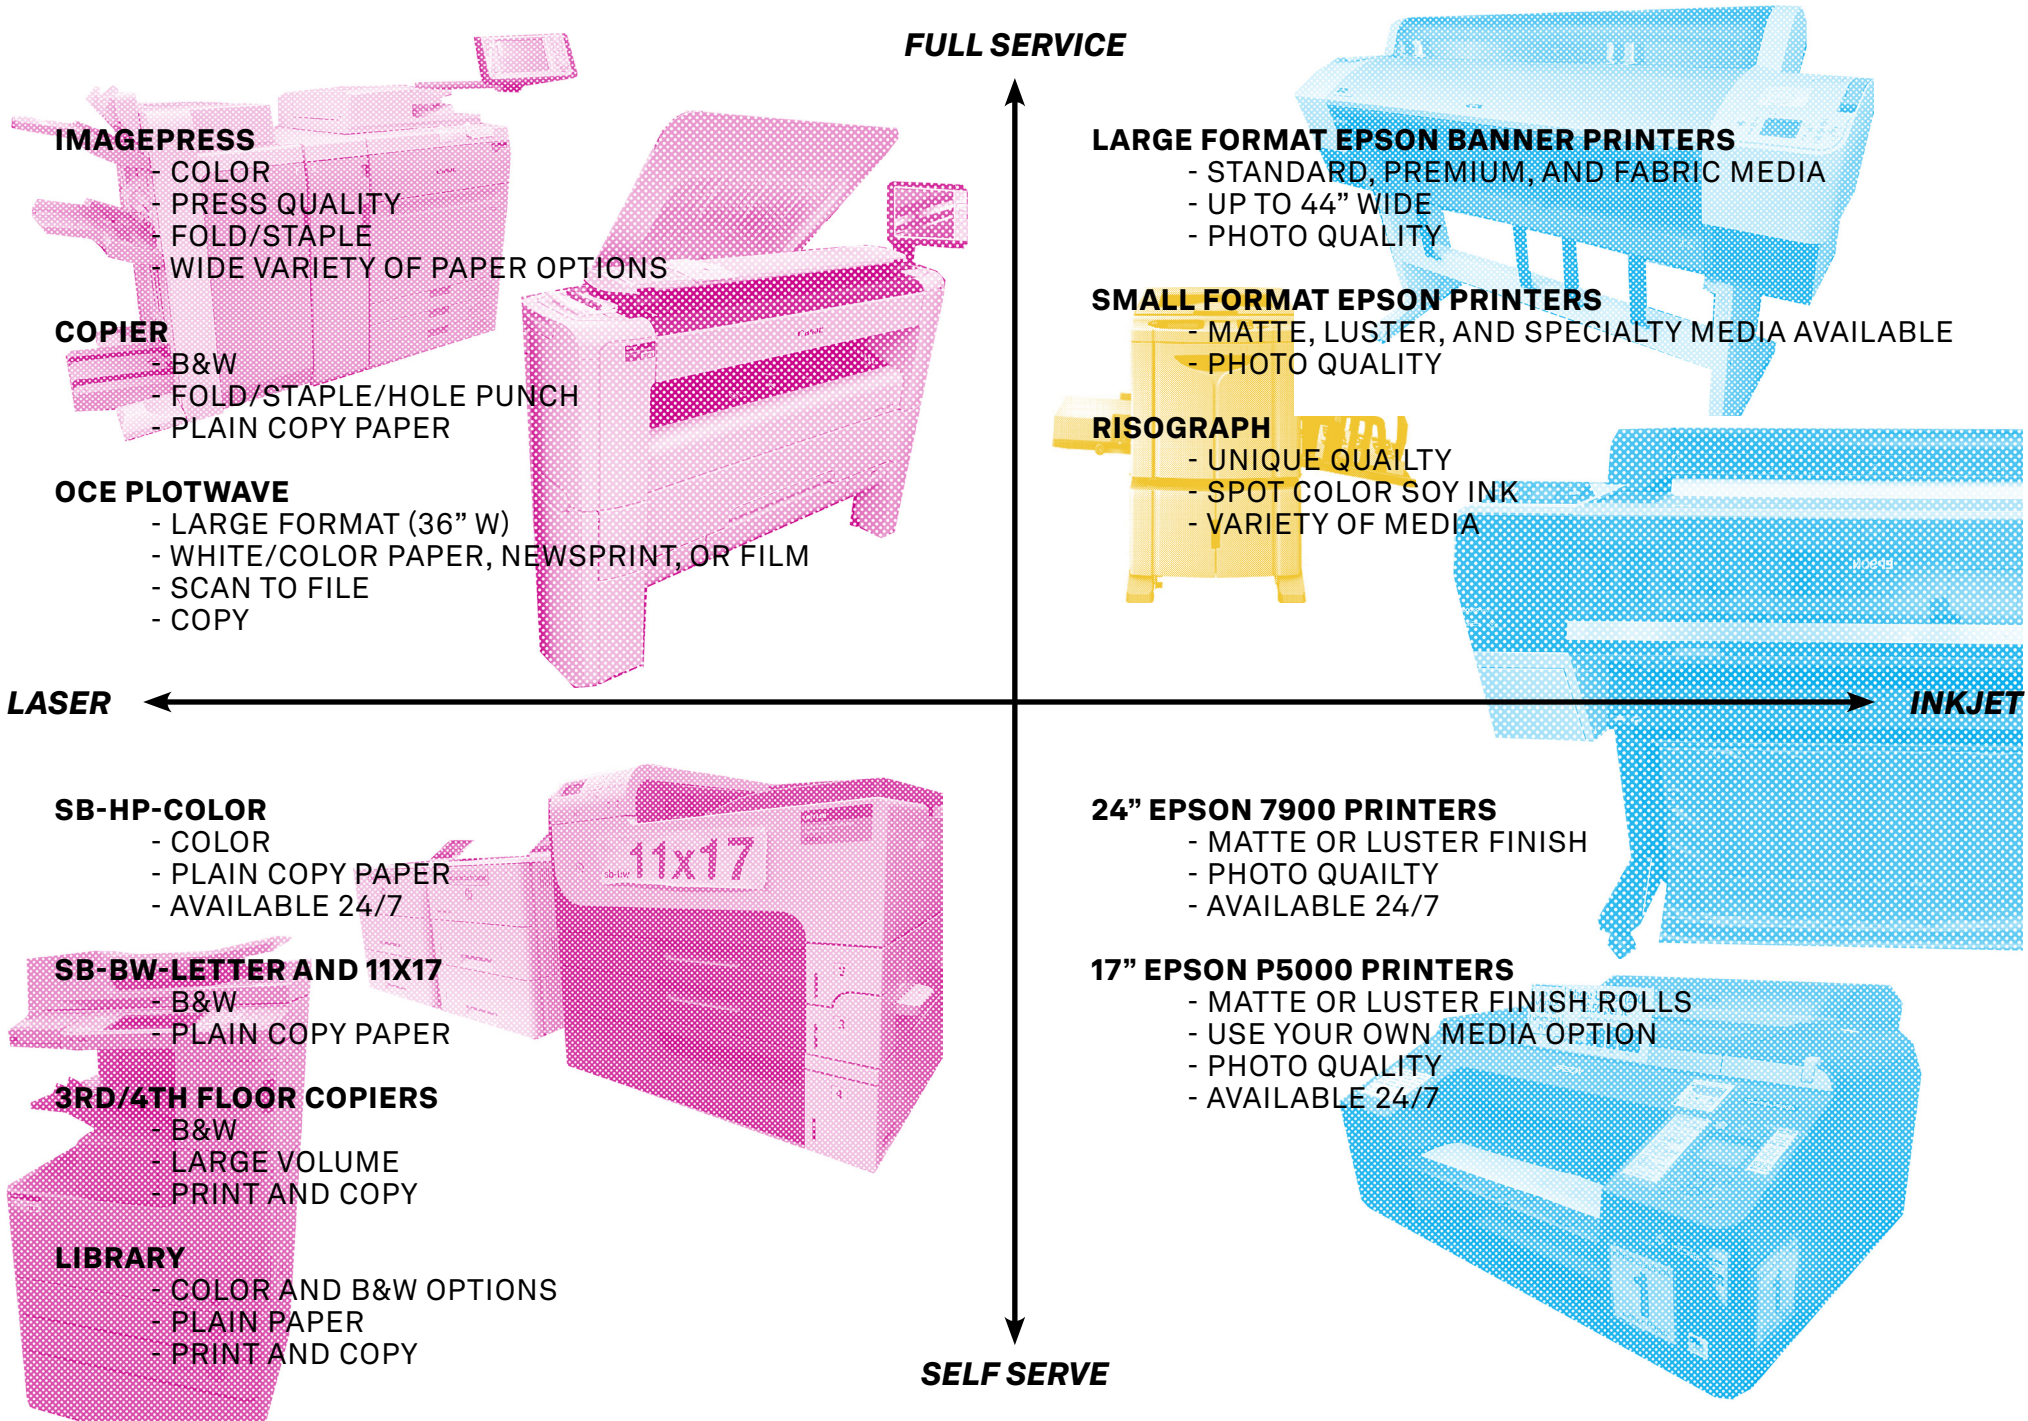 FULL SERVICE
IMAGEPRESS
- COLOR
- PRESS QUALITY
- FOLD/STAPLE
- WIDE VARIETY OF PAPER OPTIONS
COPIER
- B&W
- FOLD/STAPLE/HOLE PUNCH
- PLAIN COPY PAPER
OCE PLOTWAVE
- LARGE FORMAT (36” W)
- WHITE/COLOR PAPER, NEWSPRINT, OR FILM
- SCAN TO FILE
- COPY
LARGE FORMAT EPSON BANNER PRINTERS
- STANDARD, PREMIUM, AND FABRIC MEDIA
- UP TO 44” WIDE
- PHOTO QUALITY
SMALL FORMAT EPSON PRINTERS
- MATTE, LUSTER, AND SPECIALTY MEDIA AVAILABLE
- PHOTO QUALITY
RISOGRAPH
- UNIQUE QUAILTY
- SPOT COLOR SOY INK
- VARIETY OF MEDIA
LASER
INKJET
SB-HP-COLOR
- COLOR
- PLAIN COPY PAPER
- AVAILABLE 24/7
SB-BW-LETTER AND 11X17
- B&W
- PLAIN COPY PAPER
3RD/4TH FLOOR COPIERS
- B&W
- LARGE VOLUME
- PRINT AND COPY
LIBRARY
- COLOR AND B&W OPTIONS
- PLAIN PAPER
- PRINT AND COPY
sb-bw 11x17
2
3
4
24” EPSON 7900 PRINTERS
- MATTE OR LUSTER FINISH
- PHOTO QUAILTY
- AVAILABLE 24/7
17” EPSON P5000 PRINTERS
- MATTE OR LUSTER FINISH ROLLS
- USE YOUR OWN MEDIA OPTION
- PHOTO QUALITY
- AVAILABLE 24/7
SELF SERVE